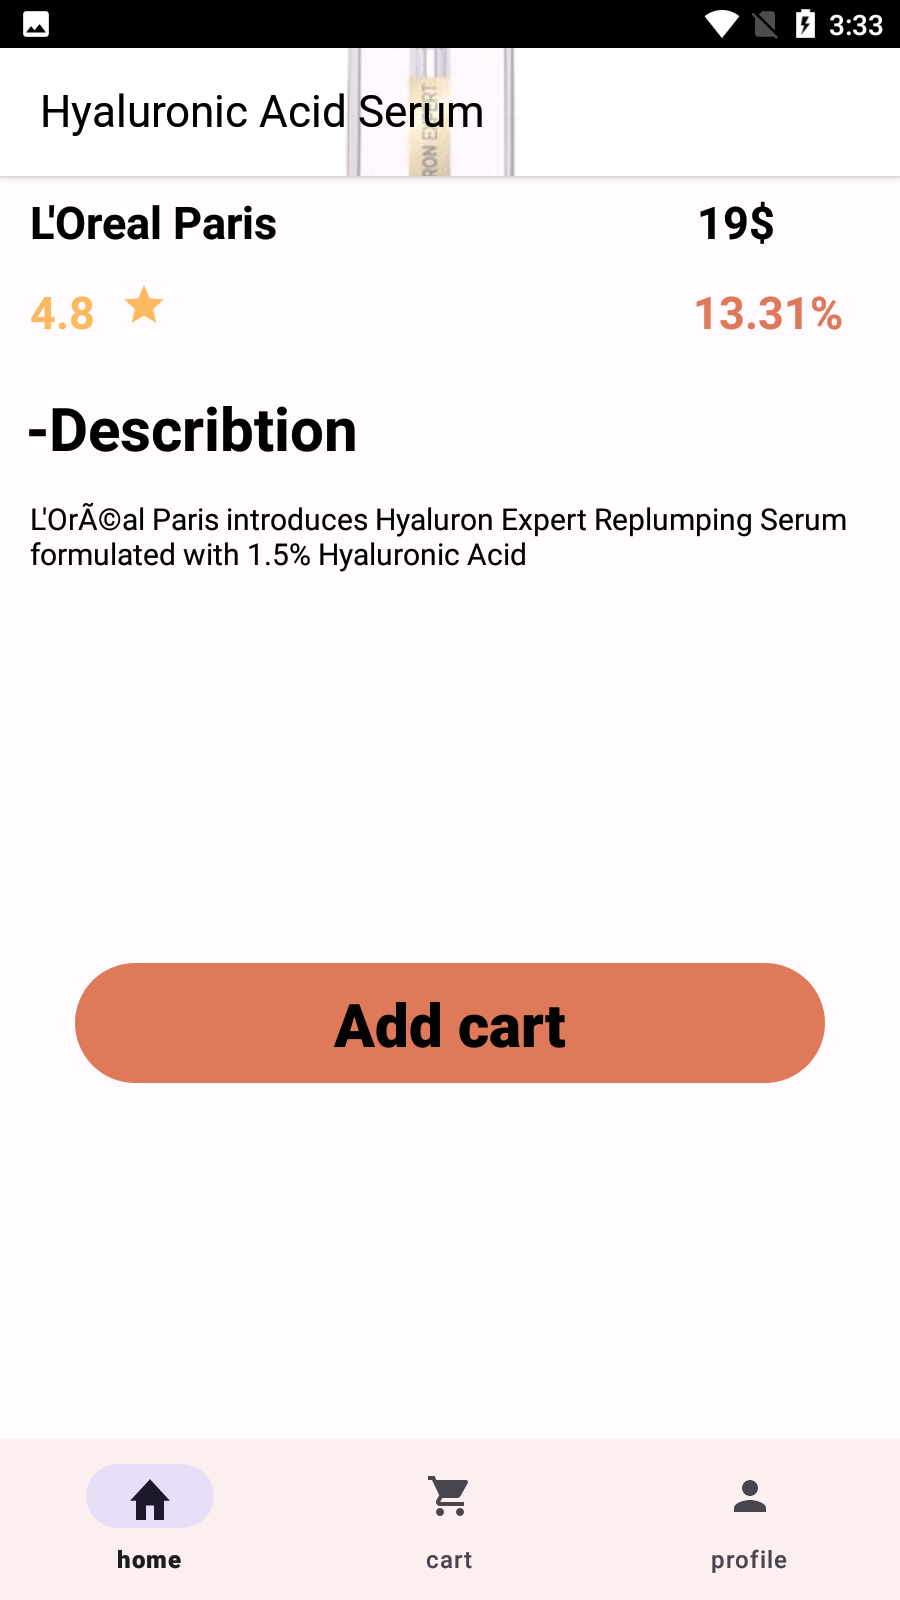 3:33
Hyaluronic Acid Serum
RON EXPERT
L'Oreal Paris
19$
4.8
13.31%
-Describtion
L'OrÃ©al Paris introduces Hyaluron Expert Replumping Serum
formulated with 1.5% Hyaluronic Acid
Add cart
home
cart
profile